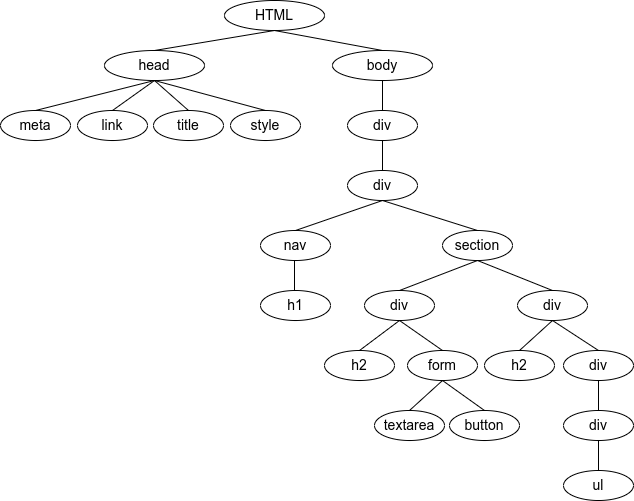 HTML
head body
meta link title style div
div
nav section
h1 div div
h2 form h2 div
textarea button div
ul